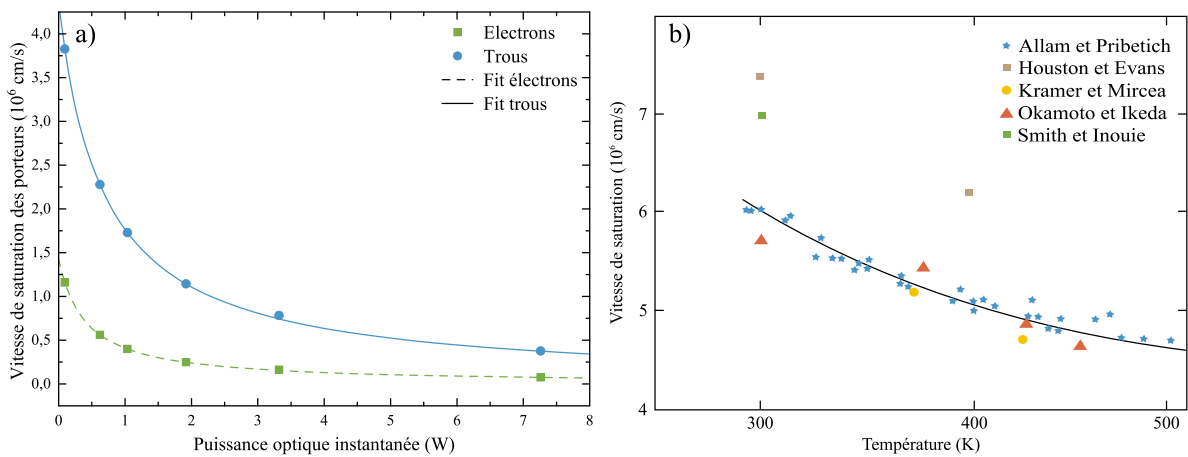 a)
Electrons
Trous
Fit électrons
Fit trous
Vitesse de saturation des porteurs (10⁶ cm/s)
4,0
3,0
2,5
2,0
1,5
1,0
0,5
0,0
0 1 2 3 4 5 6 7 8
Puissance optique instantanée (W)
b)
Allam et Pribetich
Houston et Evans
Kramer et Mircea
Okamoto et Ikeda
Smith et Inouie
Vitesse de saturation (10⁶ cm/s)
7
6
5
4
300 400 500
Température (K)